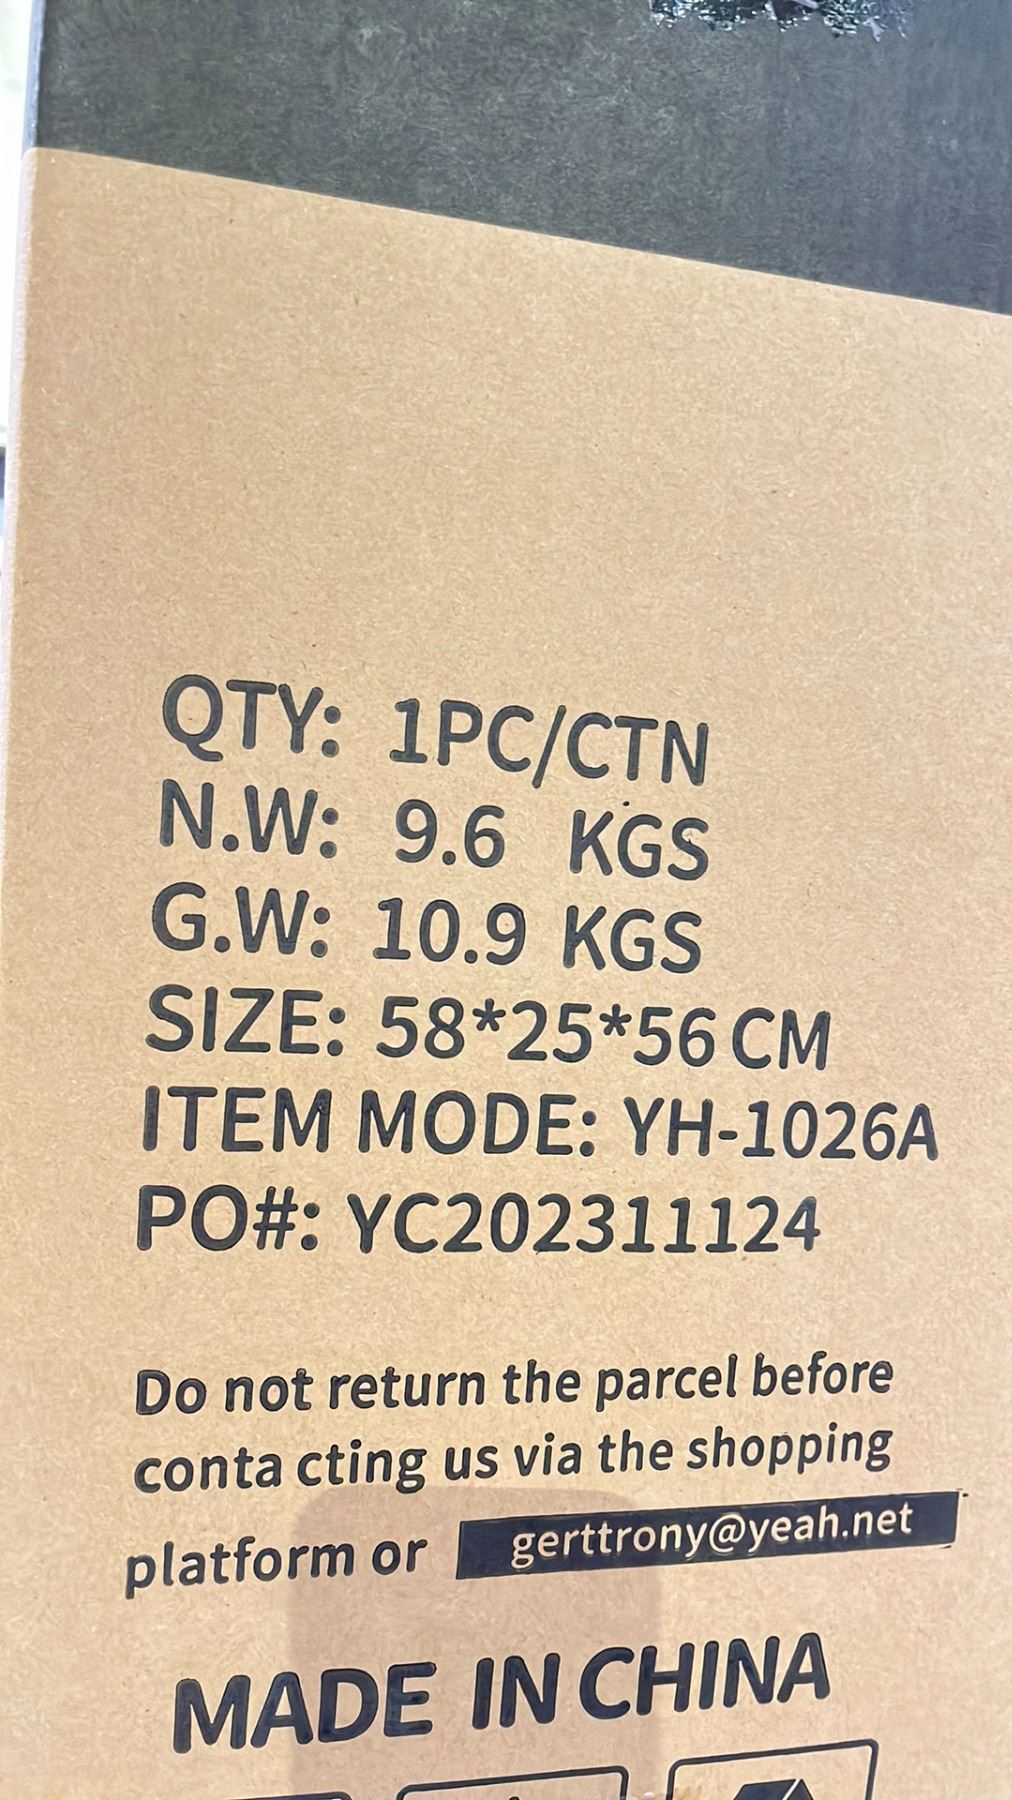 QTY: 1PC/CTN
N.W: 9.6 KGS
G.W: 10.9 KGS
SIZE: 58*25*56 CM
ITEM MODE: YH-1026A
PO#: YC202311124
Do not return the parcel before
conta cting us via the shopping
platform or gerttrony@yeah.net
MADE IN CHINA